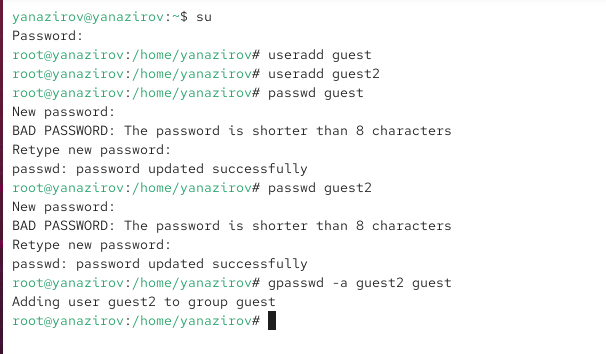 yanazirov@yanazirov:~$ su
Password:
root@yanazirov:/home/yanazirov# useradd guest
root@yanazirov:/home/yanazirov# useradd guest2
root@yanazirov:/home/yanazirov# passwd guest
New password:
BAD PASSWORD: The password is shorter than 8 characters
Retype new password:
passwd: password updated successfully
root@yanazirov:/home/yanazirov# passwd guest2
New password:
BAD PASSWORD: The password is shorter than 8 characters
Retype new password:
passwd: password updated successfully
root@yanazirov:/home/yanazirov# gpasswd -a guest2 guest
Adding user guest2 to group guest
root@yanazirov:/home/yanazirov#